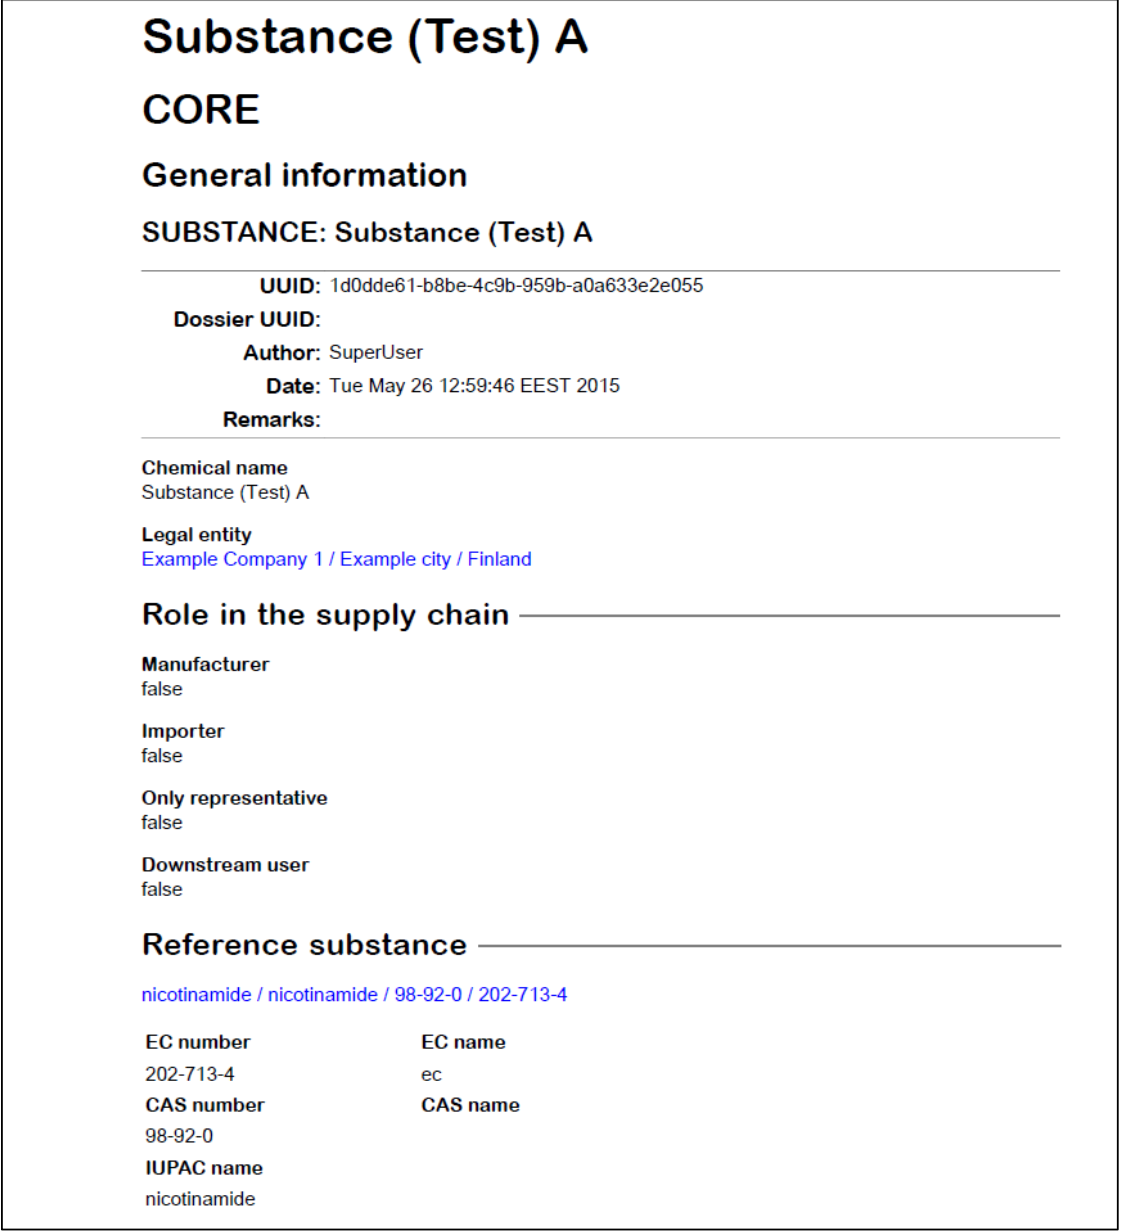 Substance (Test) A
CORE
General information
SUBSTANCE: Substance (Test) A
UUID: 1d0dde61-b8be-4c9b-959b-a0a633e2e055
Dossier UUID:
Author: SuperUser
Date: Tue May 26 12:59:46 EEST 2015
Remarks:
Chemical name
Substance (Test) A
Legal entity
Example Company 1 / Example city / Finland
Role in the supply chain
Manufacturer
false
Importer
false
Only representative
false
Downstream user
false
Reference substance
nicotinamide / nicotinamide / 98-92-0 / 202-713-4
EC number EC name
202-713-4 ec
CAS number CAS name
98-92-0
IUPAC name
nicotinamide